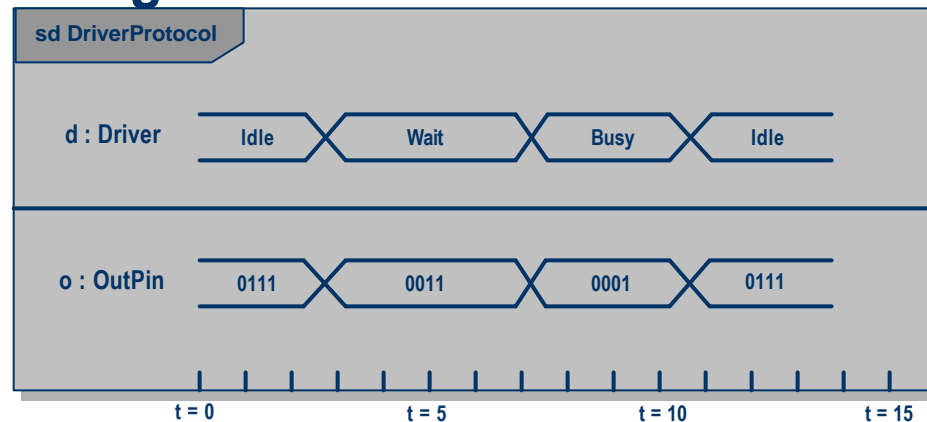 sd DriverProtocol
d : Driver Idle Wait Busy Idle
o : OutPin 0111 0011 0001 0111
t = 0 t = 5 t = 10 t = 15